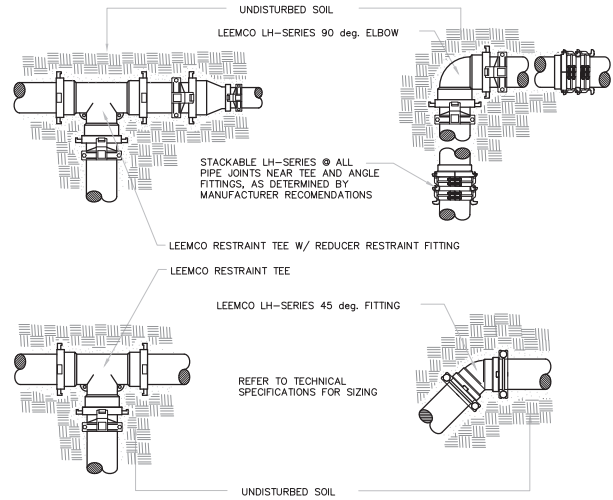 UNDISTURBED SOIL
LEEMCO LH-SERIES 90 deg. ELBOW
STACKABLE LH-SERIES @ ALL
PIPE JOINTS NEAR TEE AND ANGLE
FITTINGS, AS DETERMINED BY
MANUFACTURER RECOMENDATIONS
LEEMCO RESTRAINT TEE W/ REDUCER RESTRAINT FITTING
LEEMCO RESTRAINT TEE
LEEMCO LH-SERIES 45 deg. FITTING
REFER TO TECHNICAL
SPECIFICATIONS FOR SIZING
UNDISTURBED SOIL